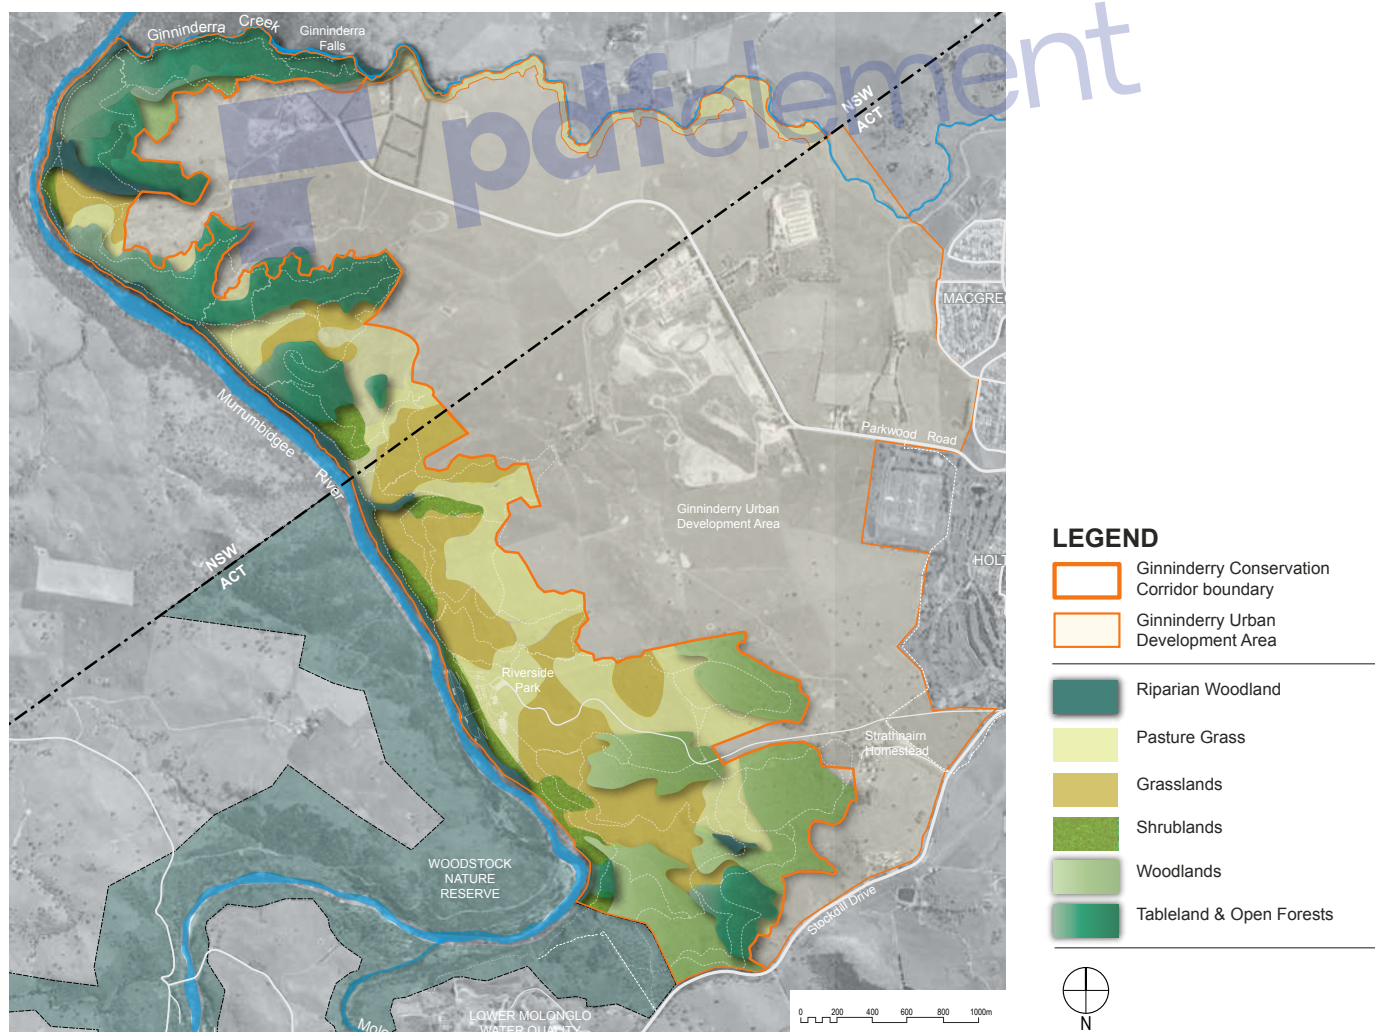 Ginninderra Creek
Ginninderra
Falls
pdfelement
NSW
ACT
MACGRE
Murrumbidgee River
Parkwood Road
Ginninderry Urban
Development Area
HOLT
NSW
ACT
Riverside
Park
Strathnairn
Homestead
WOODSTOCK
NATURE
RESERVE
Stockdill Drive
LOWER MOLONGLO
WATER QUALITY
Molo
0 200 400 600 800 1000m
LEGEND
Ginninderry Conservation
Corridor boundary
Ginninderry Urban
Development Area
Riparian Woodland
Pasture Grass
Grasslands
Shrublands
Woodlands
Tableland & Open Forests
N